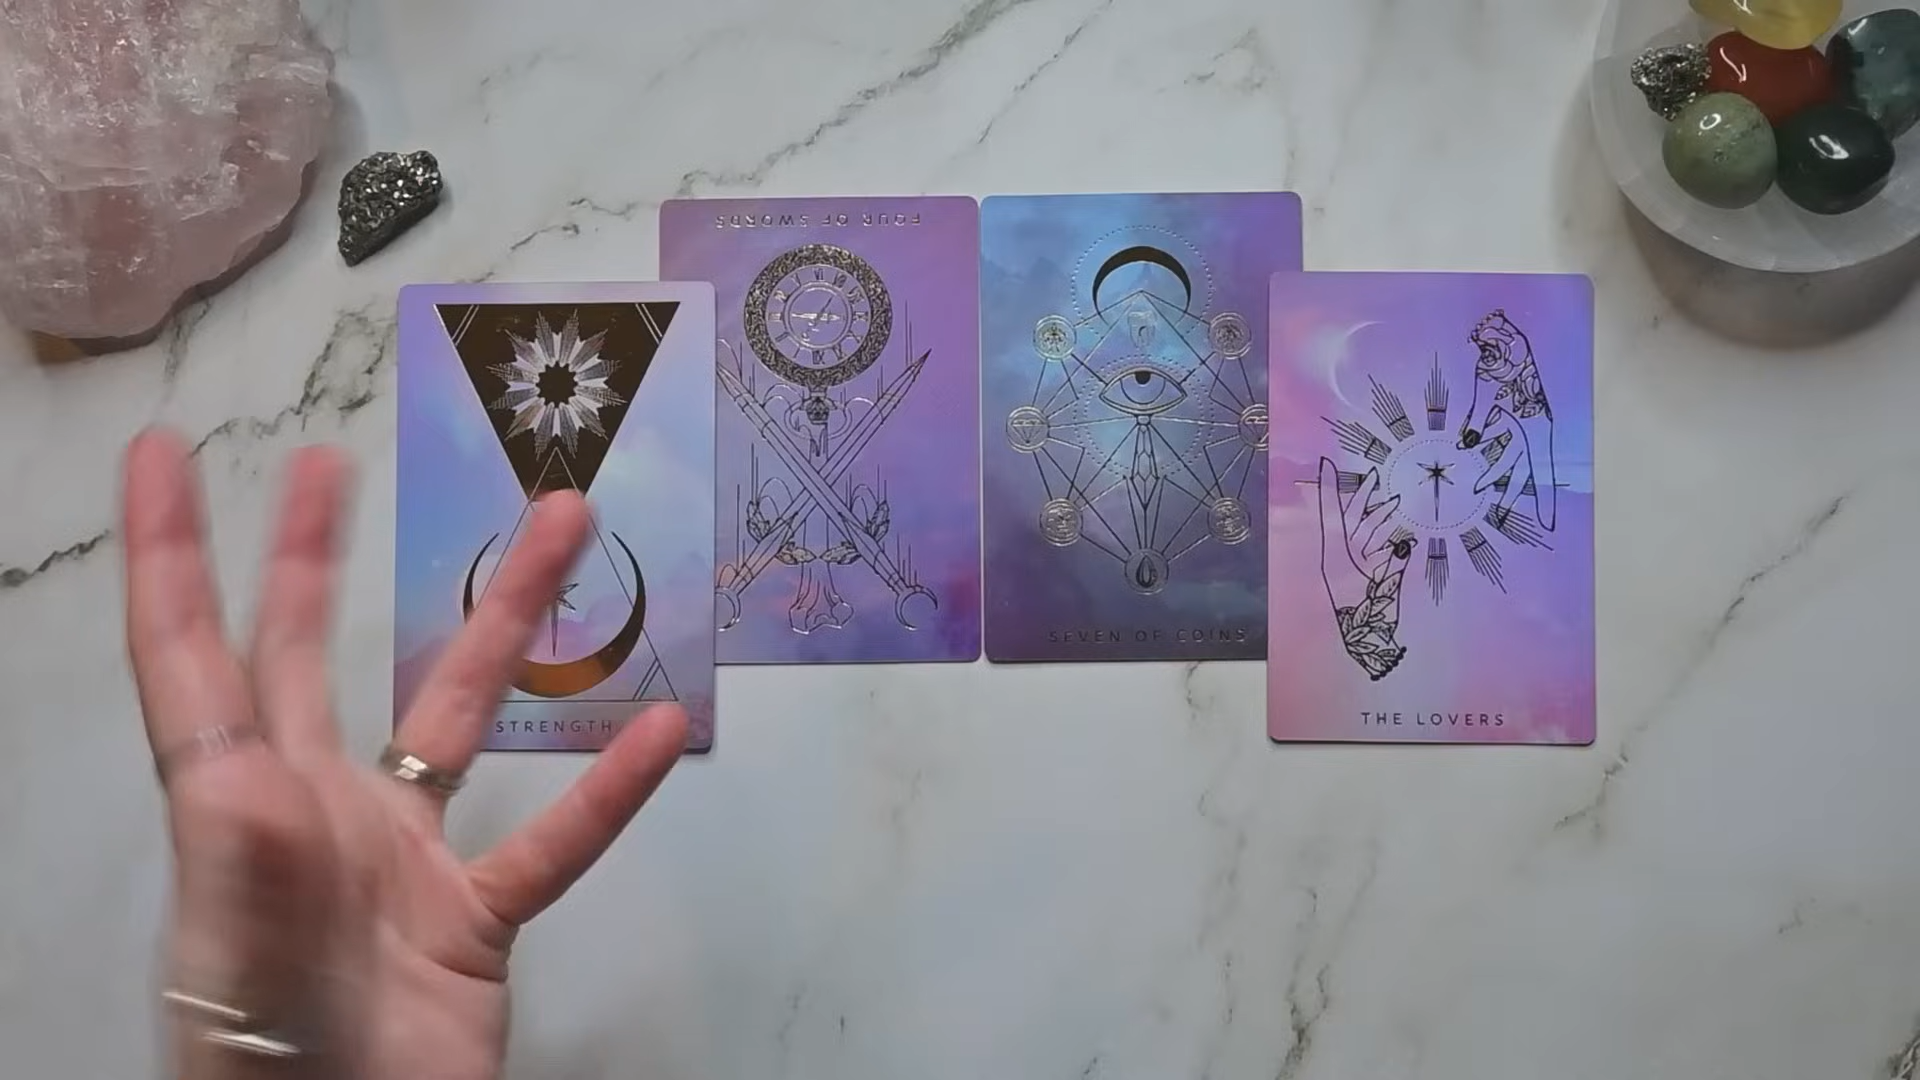 FOUR OF SWORDS
SEVEN OF COINS
STRENGTH
THE LOVERS